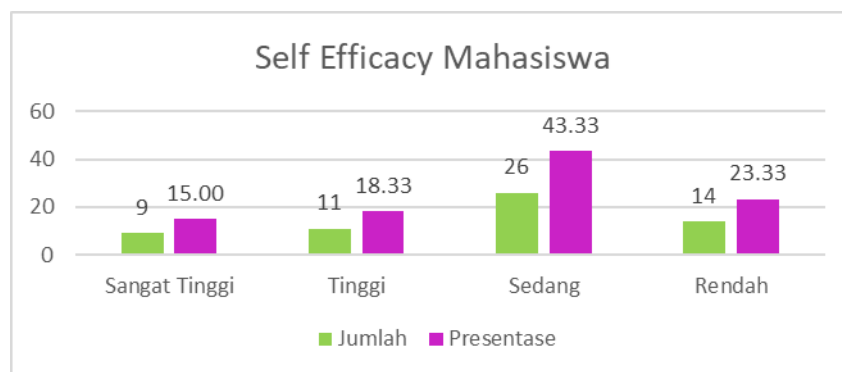 Self Efficacy Mahasiswa
60
40
20
0
9
15.00
11
18.33
26
43.33
14
23.33
Sangat Tinggi
Tinggi
Sedang
Rendah
Jumlah
Presentase